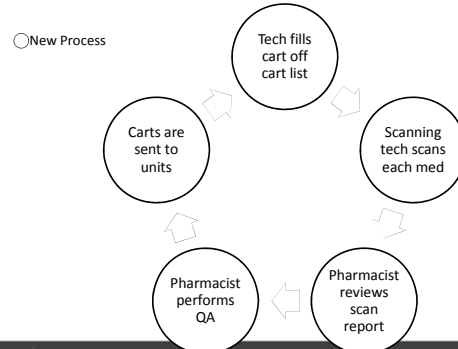 New Process
Tech fills
cart off
cart list
Scanning
tech scans
each med
Pharmacist
reviews
scan
report
Pharmacist
performs
QA
Carts are
sent to
units